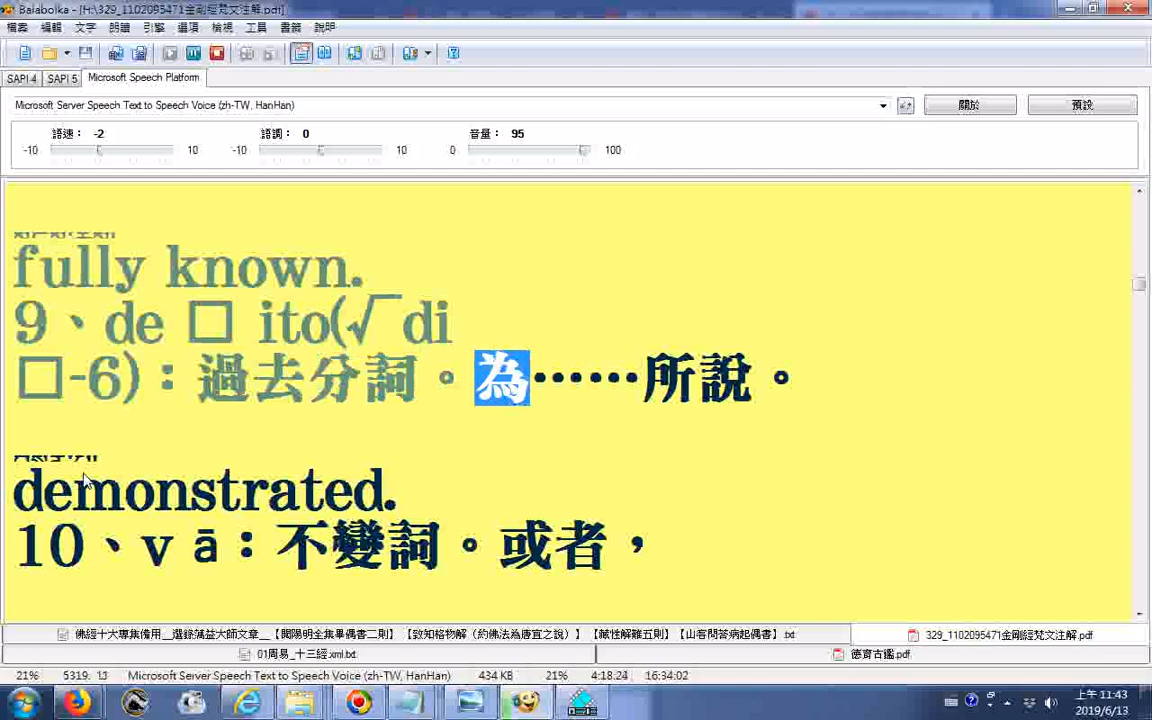 Balabolka - [H:\329_1102095471金剛經梵文注解.pdf]
檔案 編輯 文字 朗讀 引擎 選項 檢視 工具 書籤 說明
SAPI 4 SAPI 5 Microsoft Speech Platform
Microsoft Server Speech Text to Speech Voice (zh-TW, HanHan) 關於 預設
語速： -2 語調： 0 音量： 95
-10 10 -10 10 0 100
fully known.
9、de □ ito(√di
□-6)：過去分詞。為……所說。
demonstrated.
10、v ā：不變詞。或者，
佛經十大專集備用__選錄蕅益大師文章__【閱陽明全集畢偶書二則】【致知格物解（約佛法為唐宜之說）】【藏性解難五則】【山客問答病起偶書】.txt 329_1102095471金剛經梵文注解.pdf
01周易_十三經.xml.txt 德育古鑑.pdf
21% 5319: 13 Microsoft Server Speech Text to Speech Voice (zh-TW, HanHan) 434 KB 21% 4:18:24 16:34:02
上午 11:43
2019/6/13